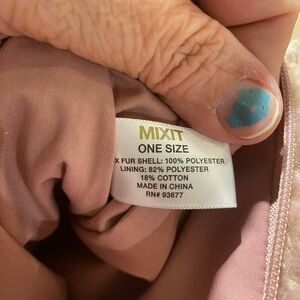 MIXIT
ONE SIZE
X FUR SHELL: 100% POLYESTER
LINING: 82% POLYESTER
18% COTTON
MADE IN CHINA
RN# 93677